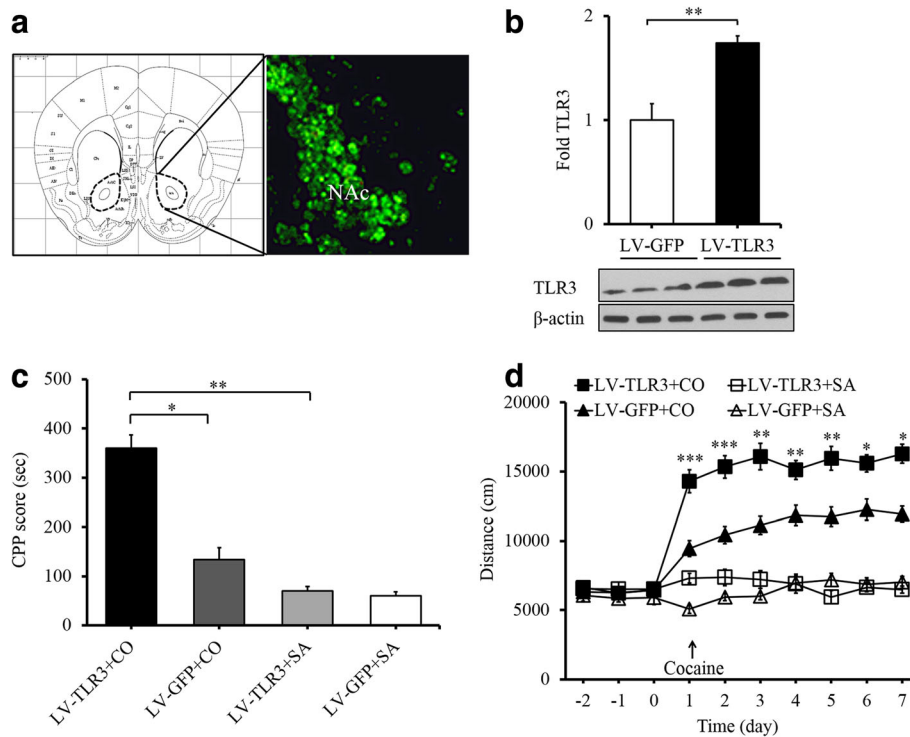 a
NAc
b
**
2
1
0
Fold TLR3
LV-GFP LV-TLR3
TLR3
β-actin
c
500
400
300
200
100
0
CPP score (sec)
**
*
LV-TLR3+CO
LV-GFP+CO
LV-TLR3+SA
LV-GFP+SA
d
LV-TLR3+CO LV-TLR3+SA
LV-GFP+CO LV-GFP+SA
20000
15000
10000
5000
0
Distance (cm)
*** *** ** ** ** * *
Cocaine
-2 -1 0 1 2 3 4 5 6 7
Time (day)